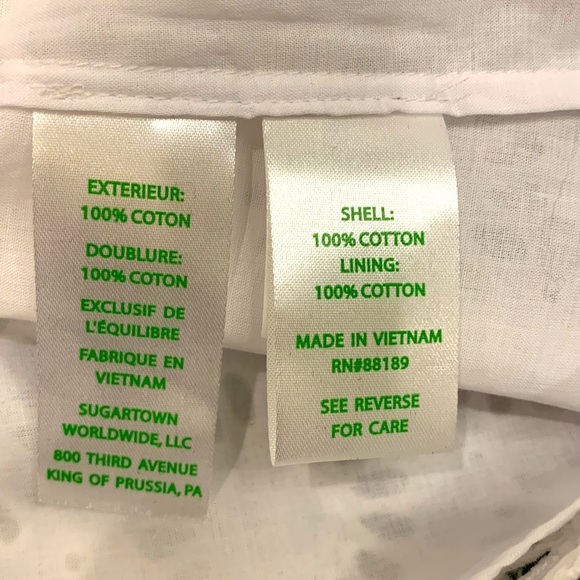 EXTERIEUR:
100% COTON
DOUBLURE:
100% COTON
EXCLUSIF DE
L'ÉQUILIBRE
FABRIQUE EN
VIETNAM
SUGARTOWN
WORLDWIDE, LLC
800 THIRD AVENUE
KING OF PRUSSIA, PA
SHELL:
100% COTTON
LINING:
100% COTTON
MADE IN VIETNAM
RN#88189
SEE REVERSE
FOR CARE